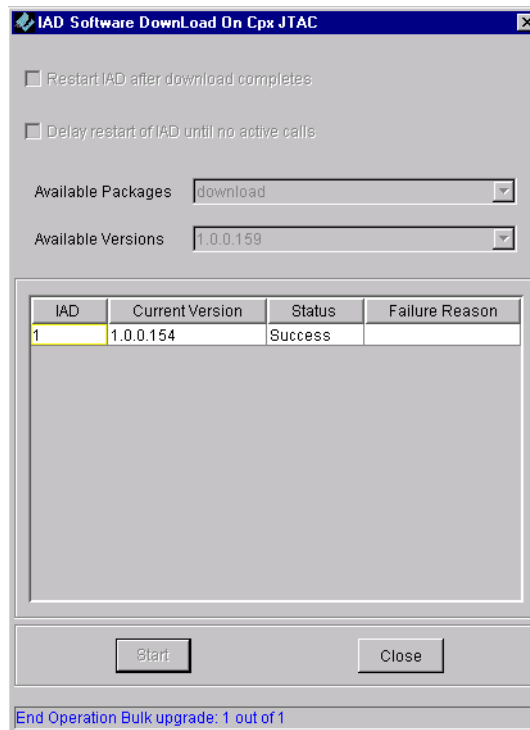 IAD Software DownLoad On Cpx JTAC
Restart IAD after download completes
Delay restart of IAD until no active calls
Available Packages download
Available Versions 1.0.0.159
IAD Current Version Status Failure Reason
1 1.0.0.154 Success
Start Close
End Operation Bulk upgrade: 1 out of 1